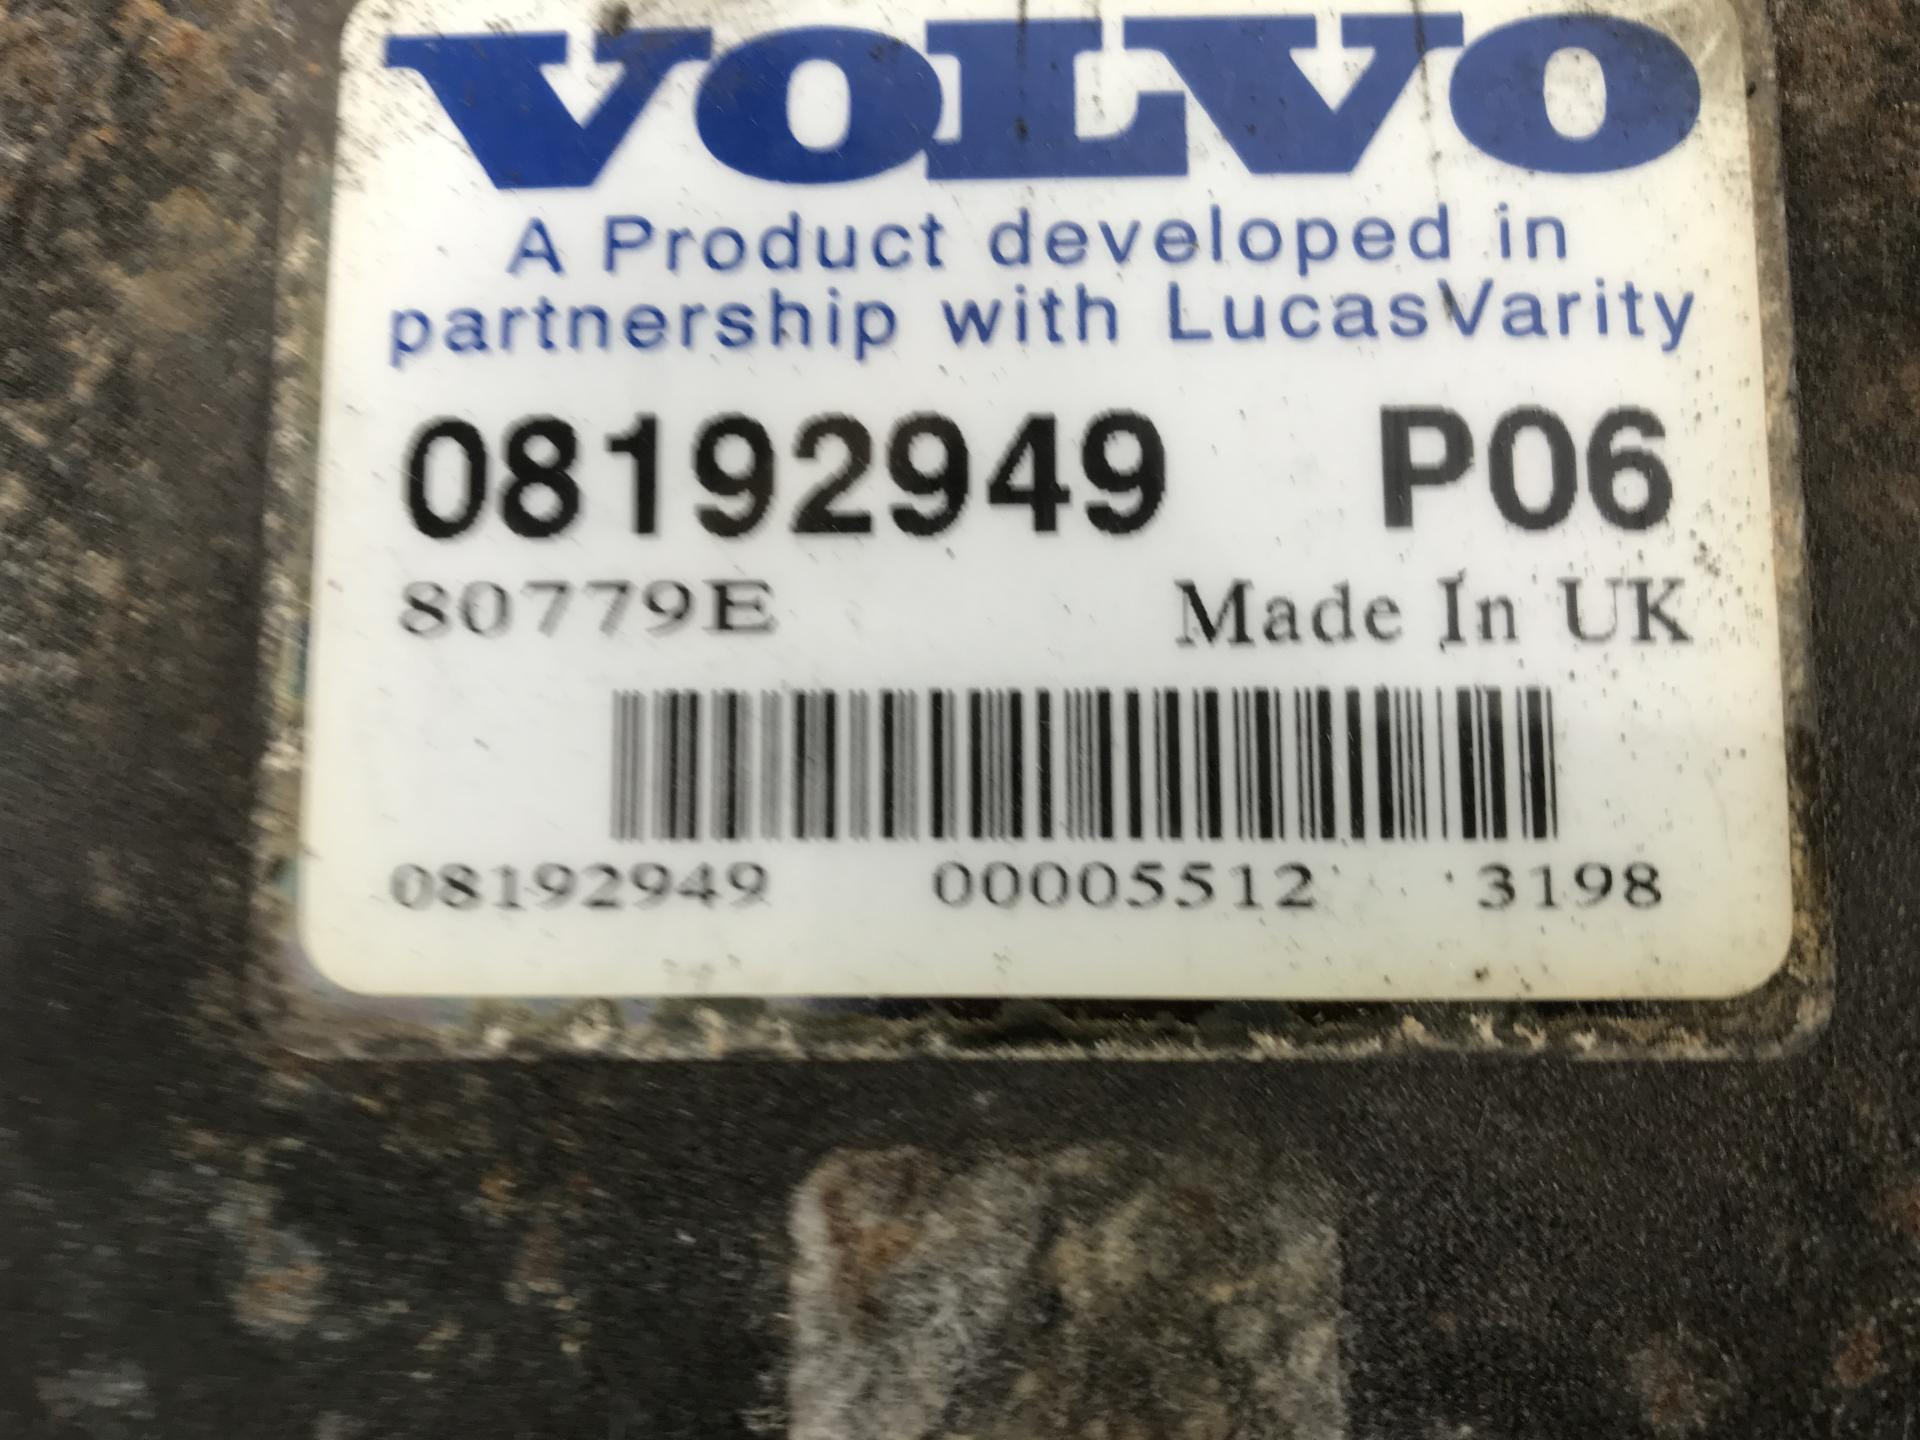 VOLVO
A Product developed in
partnership with LucasVarity
08192949 P06
80779E Made In UK
08192949 00005512 3198